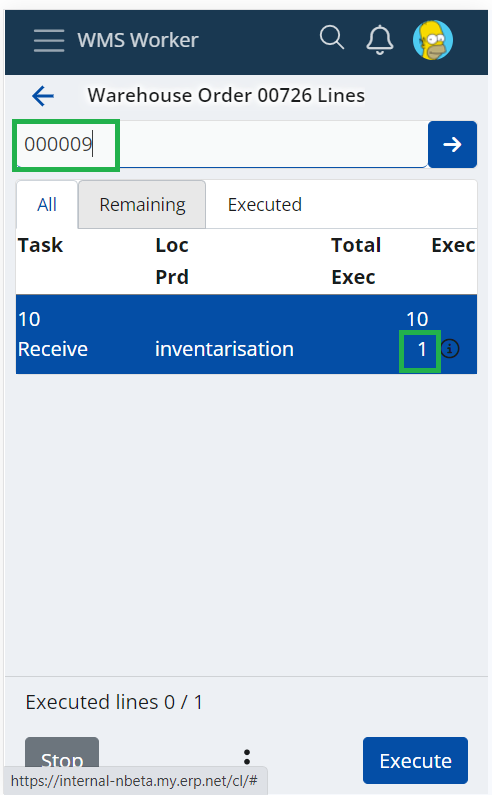 WMS Worker
Warehouse Order 00726 Lines
000009
All Remaining Executed
Task Loc Total Exec
Prd Exec
10 10
Receive inventarisation 1
Executed lines 0 / 1
Stop Execute
https://internal-nbeta.my.erp.net/cl/#